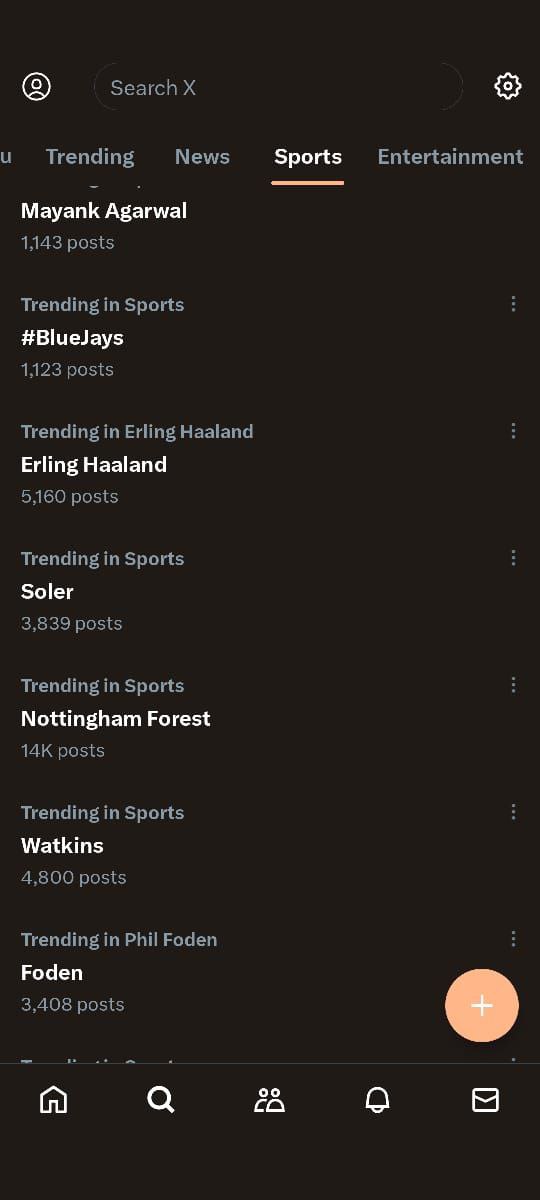 Search X
u Trending News Sports Entertainment
Mayank Agarwal
1,143 posts
Trending in Sports
#BlueJays
1,123 posts
Trending in Erling Haaland
Erling Haaland
5,160 posts
Trending in Sports
Soler
3,839 posts
Trending in Sports
Nottingham Forest
14K posts
Trending in Sports
Watkins
4,800 posts
Trending in Phil Foden
Foden
3,408 posts